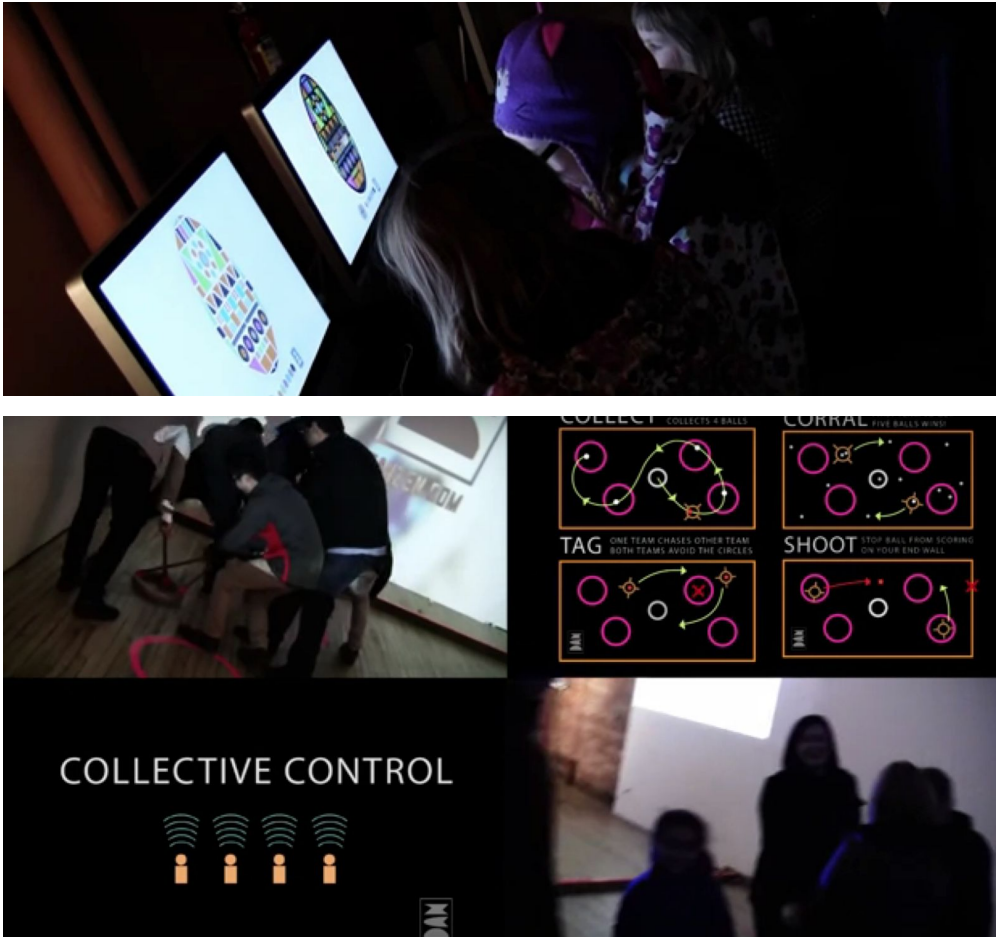 COLLECT COLLECTS 4 BALLS
CORRAL FIVE BALLS WINS!
TAG ONE TEAM CHASES OTHER TEAM
BOTH TEAMS AVOID THE CIRCLES
SHOOT STOP BALL FROM SCORING
ON YOUR END WALL
COLLECTIVE CONTROL